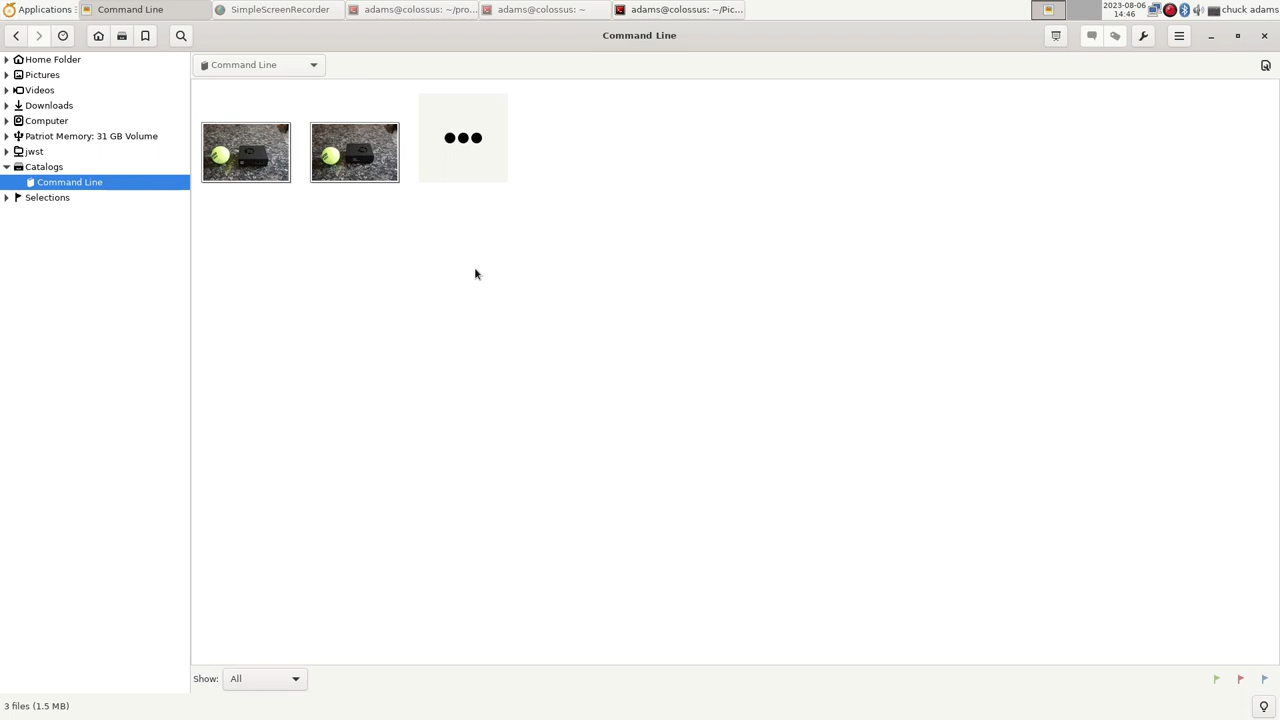 Applications
Command Line
SimpleScreenRecorder
adams@colossus: ~/pro...
adams@colossus: ~
adams@colossus: ~/Pic...
2023-08-06
14:46
chuck adams
Command Line
Home Folder
Pictures
Videos
Downloads
Computer
Patriot Memory: 31 GB Volume
jwst
Catalogs
Command Line
Selections
Command Line
Show:
All
3 files (1.5 MB)